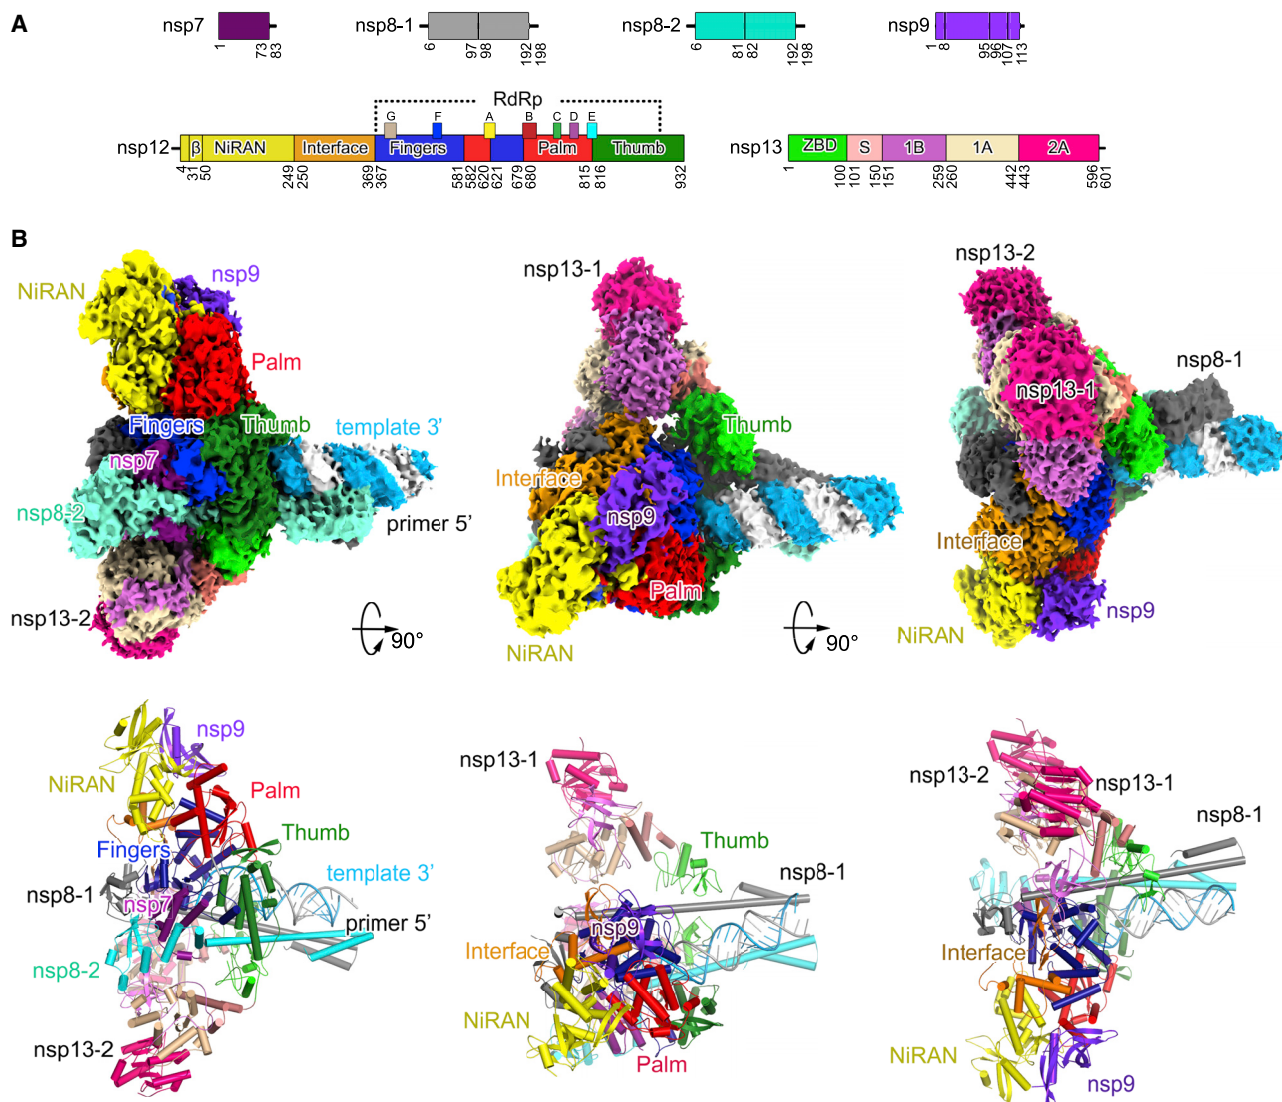 A
nsp7
1 73 83
nsp8-1
6 97 98 192 198
nsp8-2
6 81 82 192 198
nsp9
1 8 95 96 107 113
RdRp
G F A B C D E
nsp12 β NiRAN Interface Fingers Palm Thumb
4 31 50 249 250 369 367 581 582 620 621 679 680 815 816 932
nsp13 ZBD S 1B 1A 2A
1 100 101 150 151 259 260 442 443 596 601
B
NiRAN
nsp9
Palm
Fingers
Thumb
template 3’
nsp7
nsp8-2
primer 5’
nsp13-2
90°
nsp13-1
Thumb
Interface
nsp9
Palm
NiRAN
90°
nsp13-2
nsp8-1
nsp13-1
Interface
nsp9
NiRAN
nsp9
NiRAN
Palm
Thumb
Fingers
template 3’
nsp8-1
nsp7
primer 5’
nsp8-2
nsp13-2
nsp13-1
Thumb
nsp8-1
nsp9
Interface
NiRAN
Palm
nsp13-2
nsp13-1
nsp8-1
Interface
NiRAN
nsp9